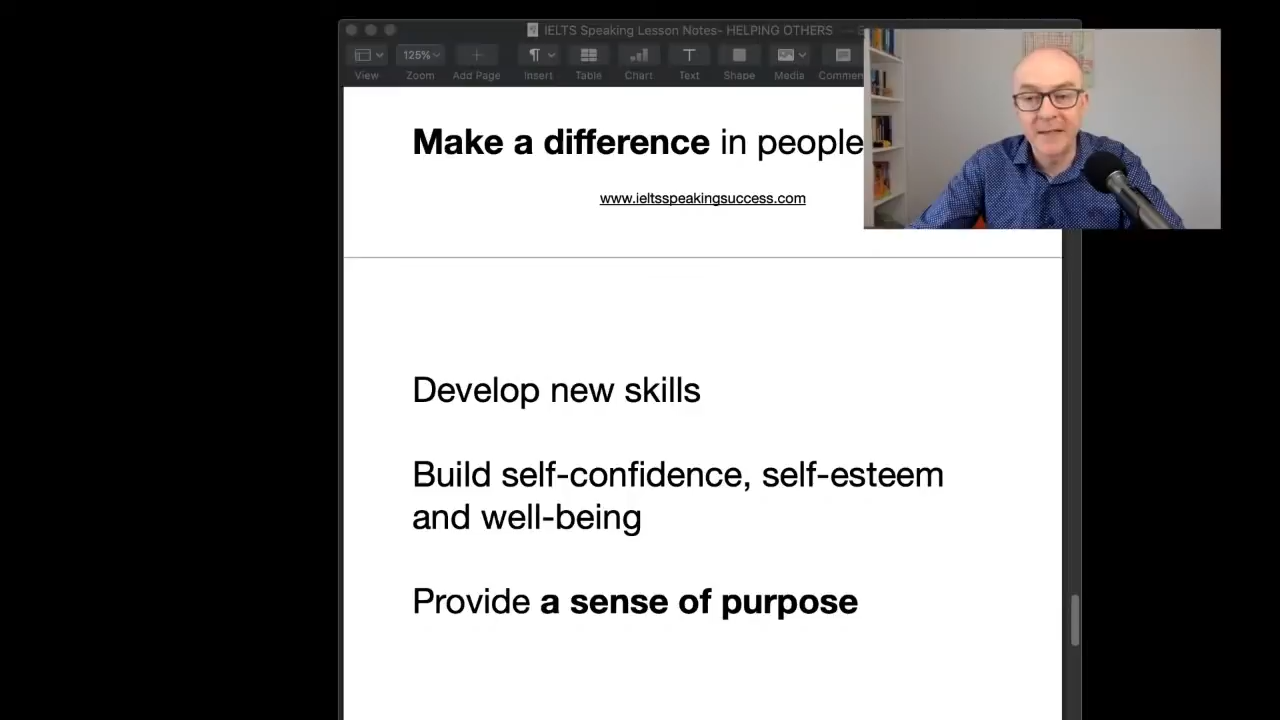 IELTS Speaking Lesson Notes- HELPING OTHERS
125%
View
Zoom
Add Page
Insert
Table
Chart
Text
Shape
Media
Make a difference in people
www.ieltsspeakingsuccess.com
Develop new skills
Build self-confidence, self-esteem
and well-being
Provide a sense of purpose